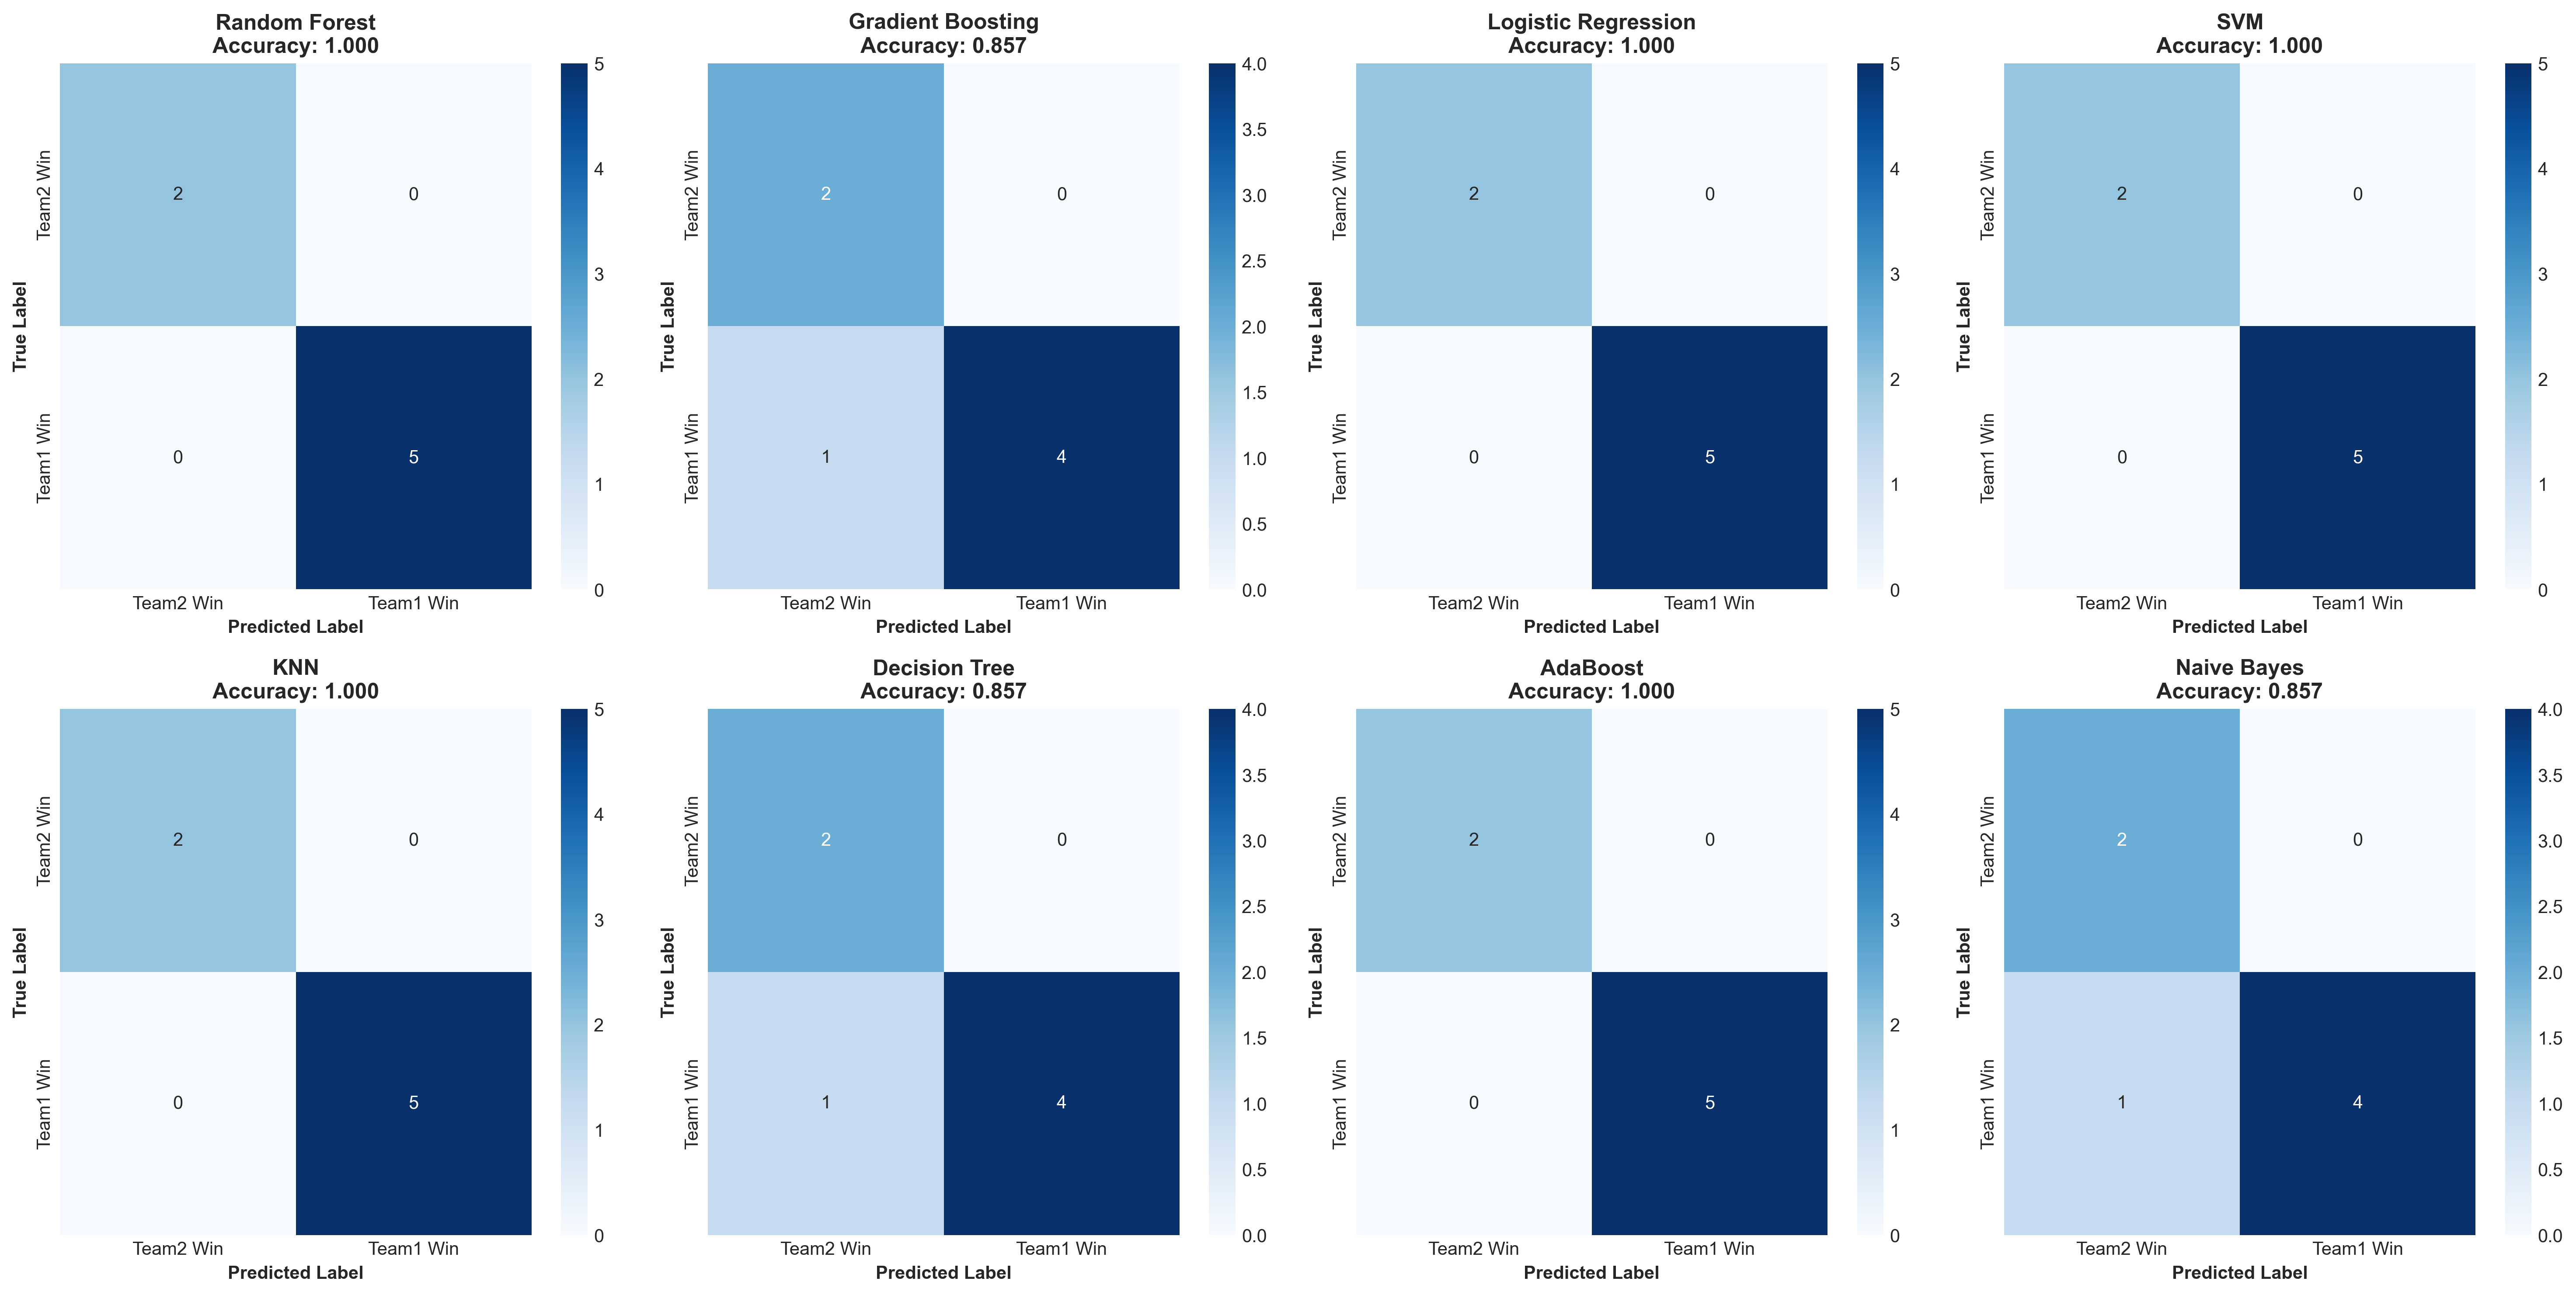 Random Forest
Accuracy: 1.000
True Label
Team2 Win
Team1 Win
2
0
0
5
Team2 Win
Team1 Win
Predicted Label
5
4
3
2
1
0
Gradient Boosting
Accuracy: 0.857
True Label
Team2 Win
Team1 Win
2
0
1
4
Team2 Win
Team1 Win
Predicted Label
4.0
3.5
3.0
2.5
2.0
1.5
1.0
0.5
0.0
Logistic Regression
Accuracy: 1.000
True Label
Team2 Win
Team1 Win
2
0
0
5
Team2 Win
Team1 Win
Predicted Label
5
4
3
2
1
0
SVM
Accuracy: 1.000
True Label
Team2 Win
Team1 Win
2
0
0
5
Team2 Win
Team1 Win
Predicted Label
5
4
3
2
1
0
KNN
Accuracy: 1.000
True Label
Team2 Win
Team1 Win
2
0
0
5
Team2 Win
Team1 Win
Predicted Label
5
4
3
2
1
0
Decision Tree
Accuracy: 0.857
True Label
Team2 Win
Team1 Win
2
0
1
4
Team2 Win
Team1 Win
Predicted Label
4.0
3.5
3.0
2.5
2.0
1.5
1.0
0.5
0.0
AdaBoost
Accuracy: 1.000
True Label
Team2 Win
Team1 Win
2
0
0
5
Team2 Win
Team1 Win
Predicted Label
5
4
3
2
1
0
Naive Bayes
Accuracy: 0.857
True Label
Team2 Win
Team1 Win
2
0
1
4
Team2 Win
Team1 Win
Predicted Label
4.0
3.5
3.0
2.5
2.0
1.5
1.0
0.5
0.0